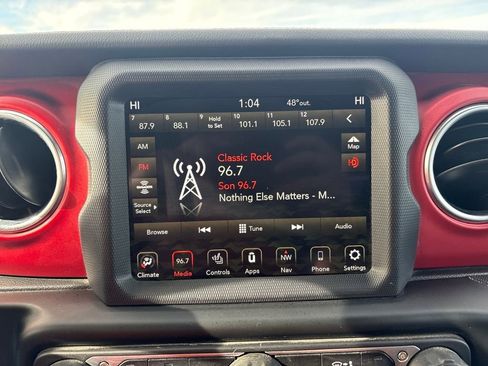 HI 1:04 48°out. HI
7 8 9 10 11 12
87.9 88.1 Hold to Set 101.1 105.1 107.9
AM
FM
Source Select
Classic Rock
96.7
Son 96.7
Nothing Else Matters - M...
Map
Browse Tune Audio
96.7 NW
Climate Media Controls Apps Nav Phone Settings